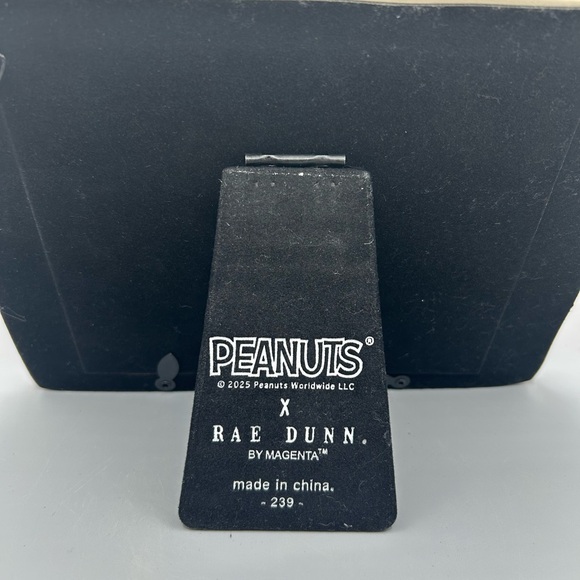 PEANUTS®
© 2025 Peanuts Worldwide LLC
X
RAE DUNN.
BY MAGENTA™
made in china.
- 239 -